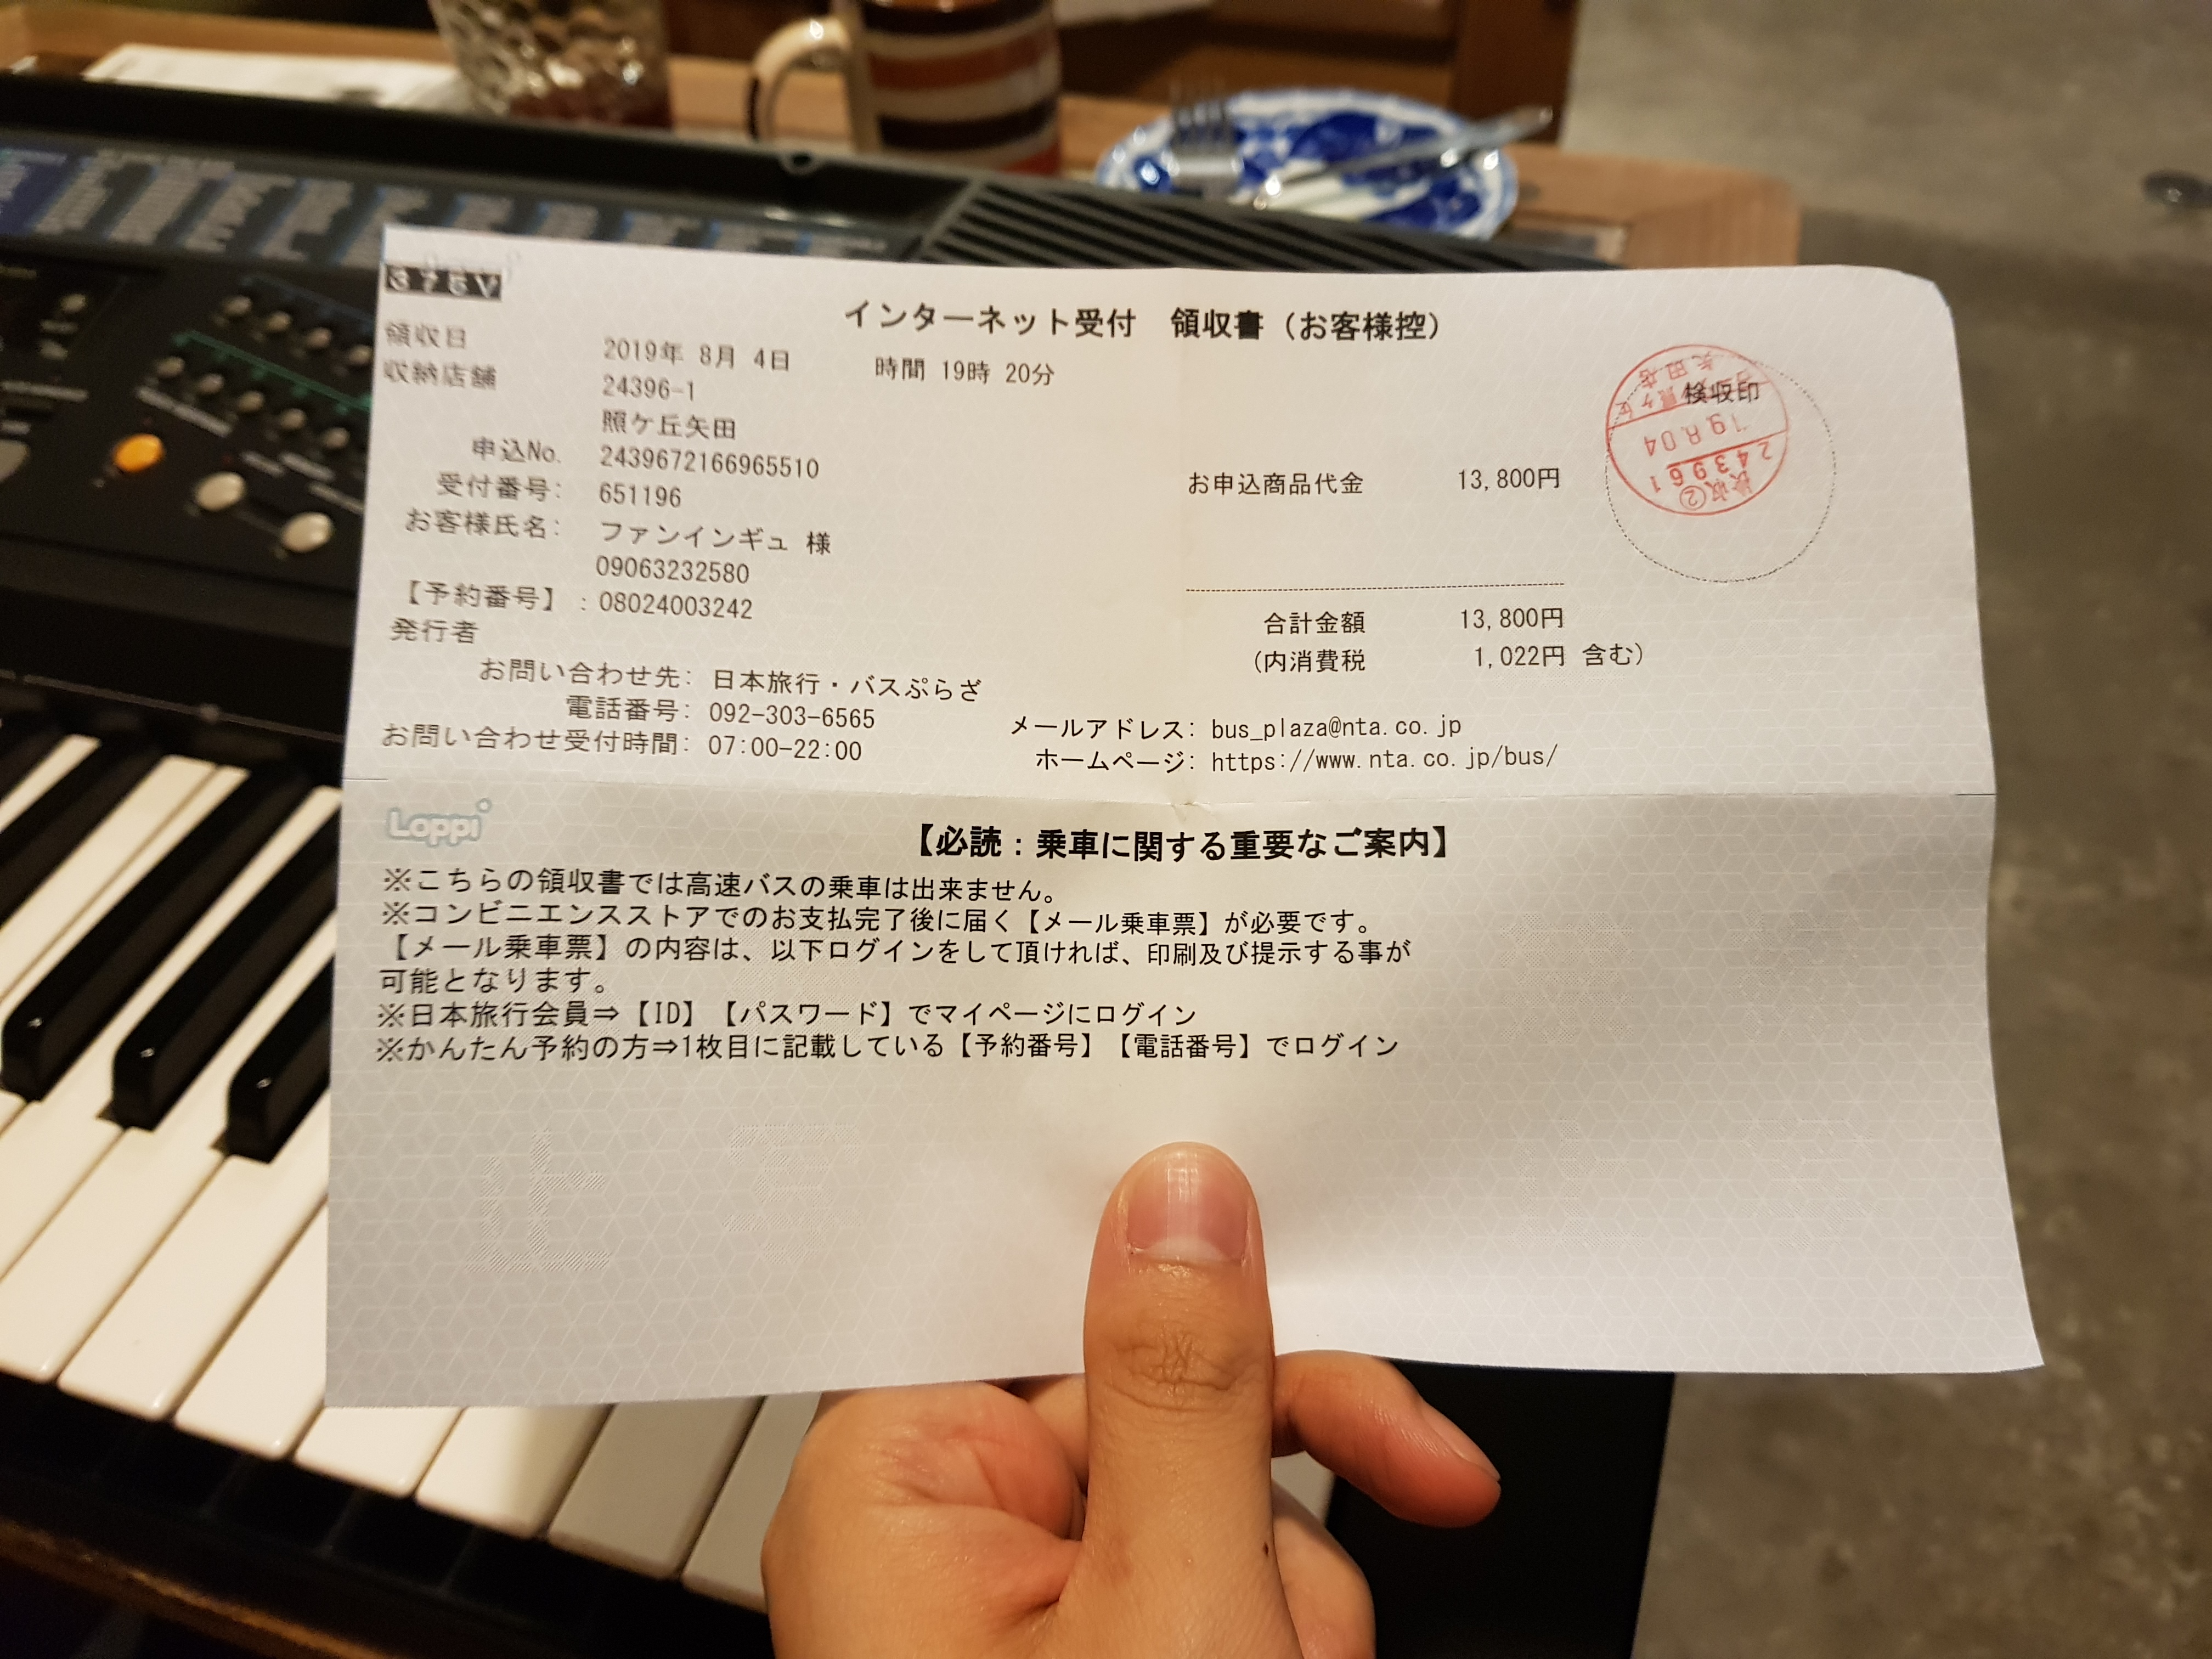 インターネット受付 領収書（お客様控）
領収日 2019年 8月 4日 時間 19時 20分
収納店舗 24396-1
照ケ丘矢田
検収印
申込No. 2439672166965510
受付番号： 651196
お客様氏名： ファンインギュ 様
09063232580
【予約番号】 ：08024003242
お申込商品代金 13,800円
合計金額 13,800円
（内消費税 1,022円 含む）
発行者
お問い合わせ先： 日本旅行・バスぷらざ
電話番号： 092-303-6565
お問い合わせ受付時間： 07:00-22:00
メールアドレス： bus_plaza@nta.co.jp
ホームページ： https://www.nta.co.jp/bus/
19.8.04
243961
検収②
Loppi
【必読：乗車に関する重要なご案内】
※こちらの領収書では高速バスの乗車は出来ません。
※コンビニエンスストアでのお支払完了後に届く【メール乗車票】が必要です。
【メール乗車票】の内容は、以下ログインをして頂ければ、印刷及び提示する事が
可能となります。
※日本旅行会員⇒【ID】【パスワード】でマイページにログイン
※かんたん予約の方⇒1枚目に記載している【予約番号】【電話番号】でログイン